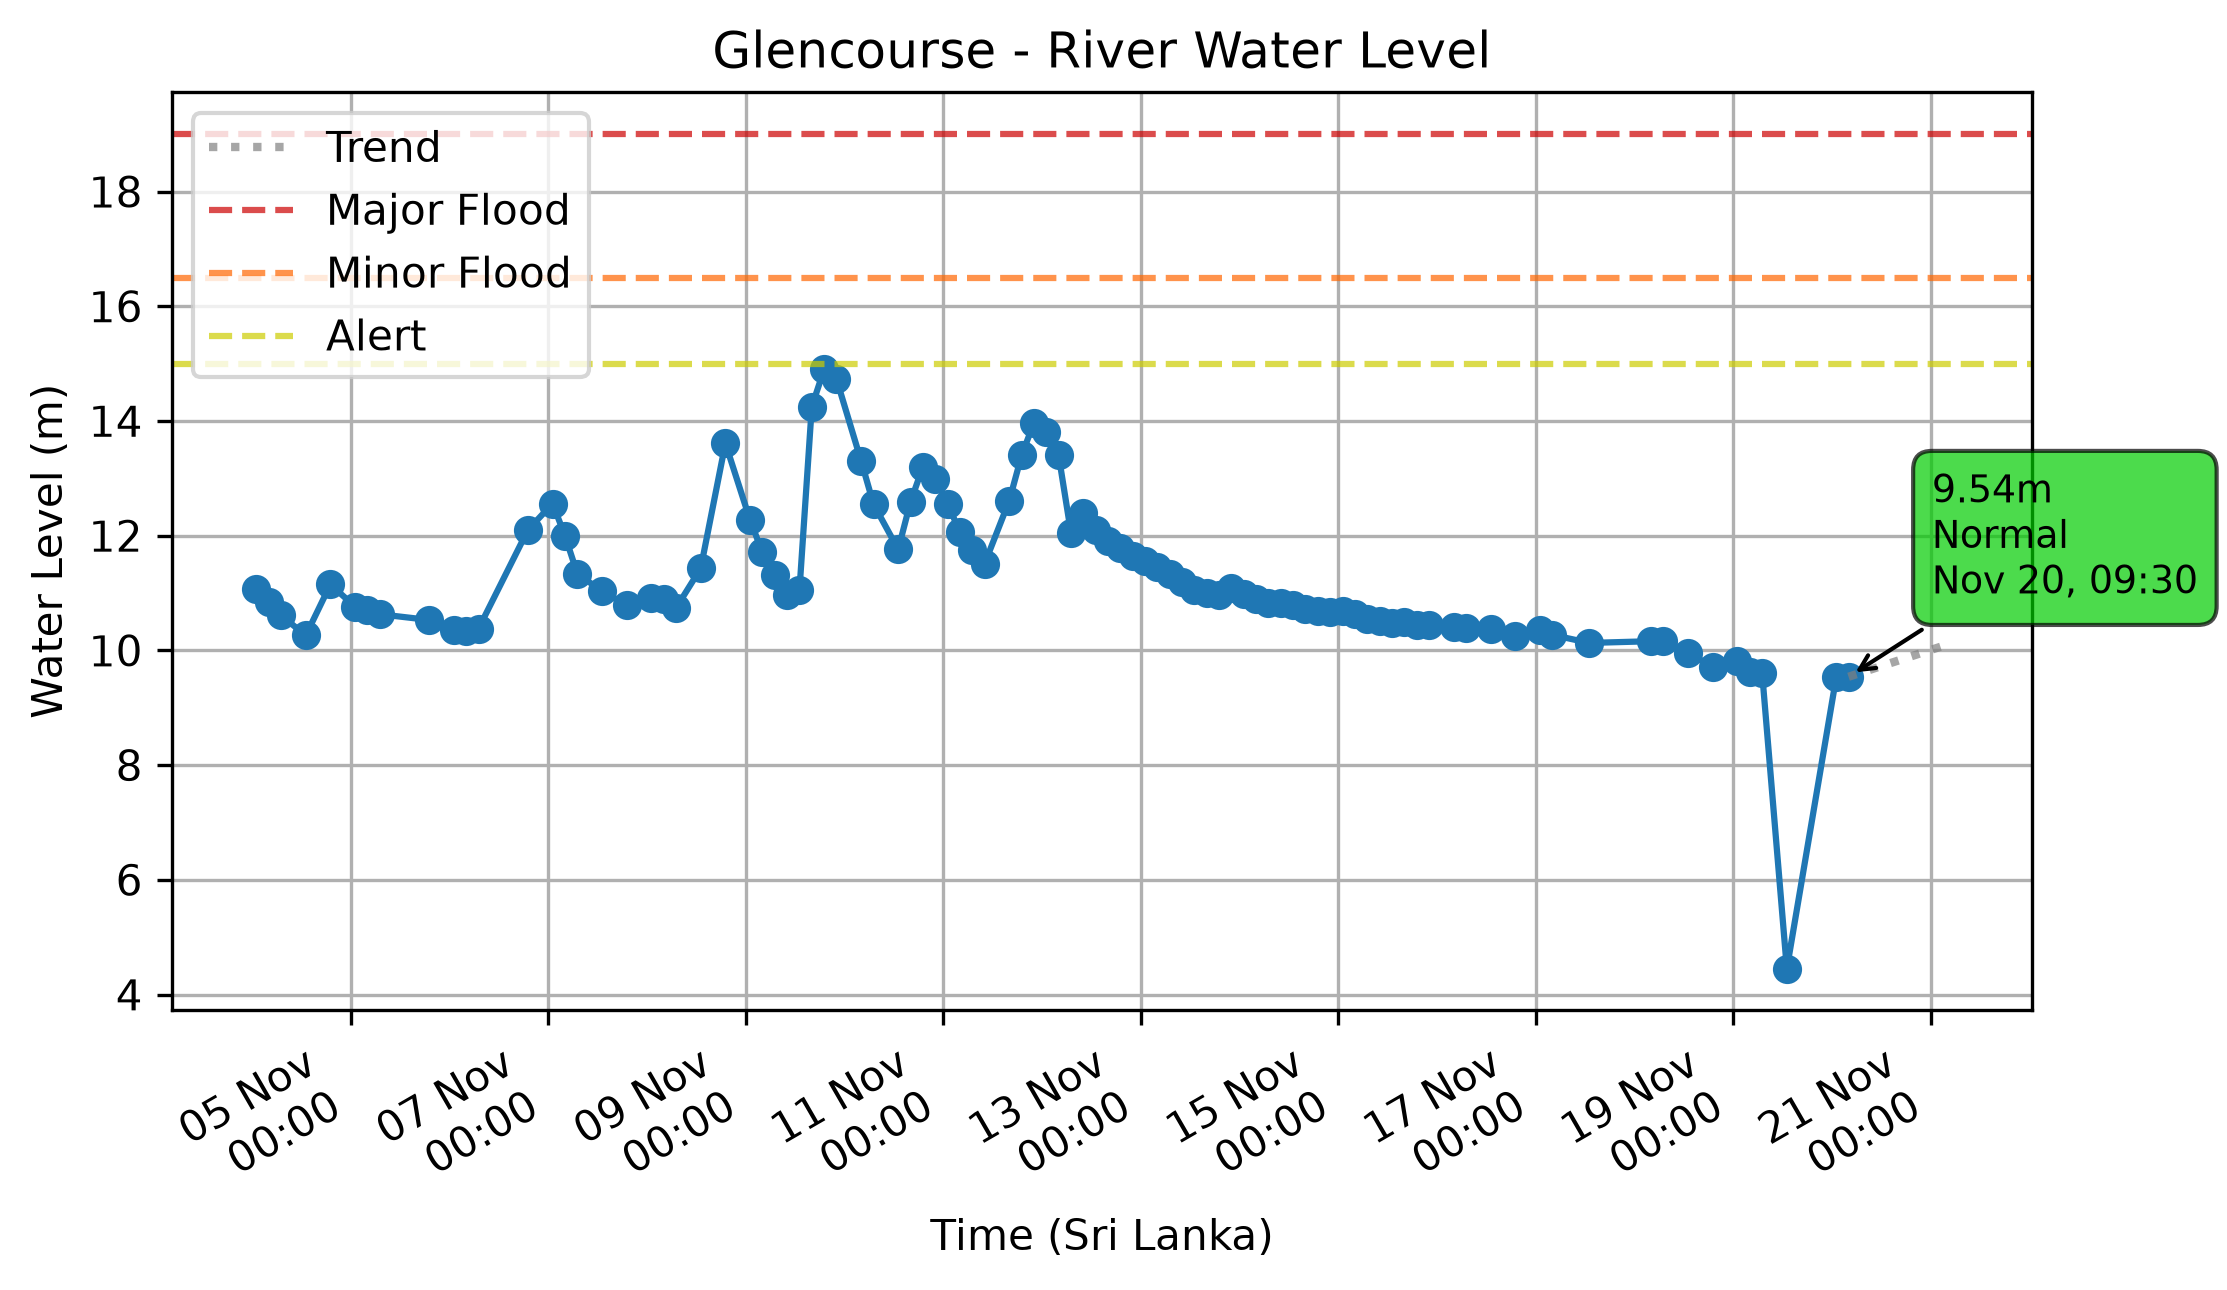 Glencourse - River Water Level
Trend
Major Flood
Minor Flood
Alert
18
16
14
12
10
8
6
4
Water Level (m)
9.54m
Normal
Nov 20, 09:30
05 Nov
00:00
07 Nov
00:00
09 Nov
00:00
11 Nov
00:00
13 Nov
00:00
15 Nov
00:00
17 Nov
00:00
19 Nov
00:00
21 Nov
00:00
Time (Sri Lanka)